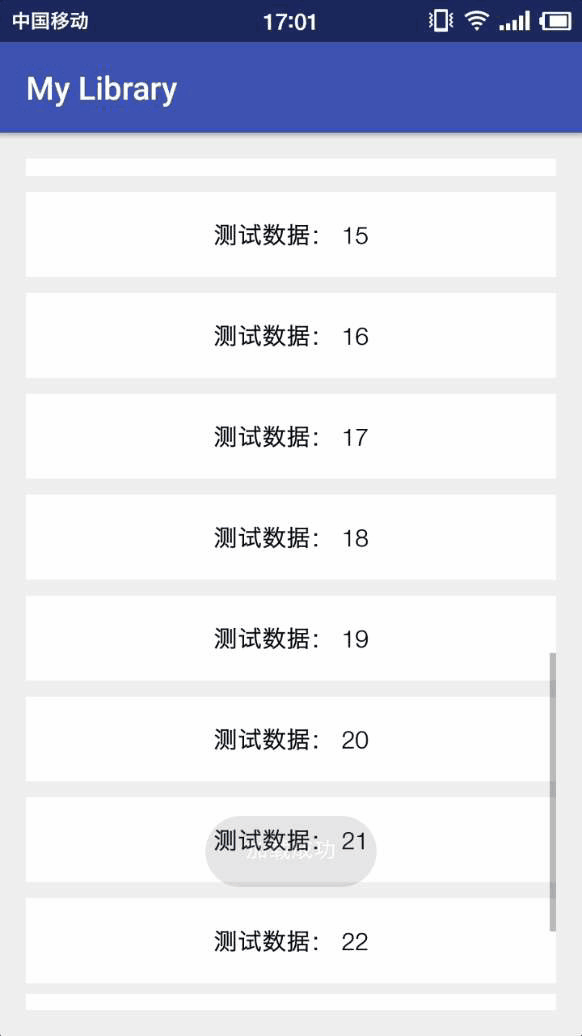 中国移动 17:01
My Library
测试数据： 15
测试数据： 16
测试数据： 17
测试数据： 18
测试数据： 19
测试数据： 20
测试数据： 21
加载成功
测试数据： 22